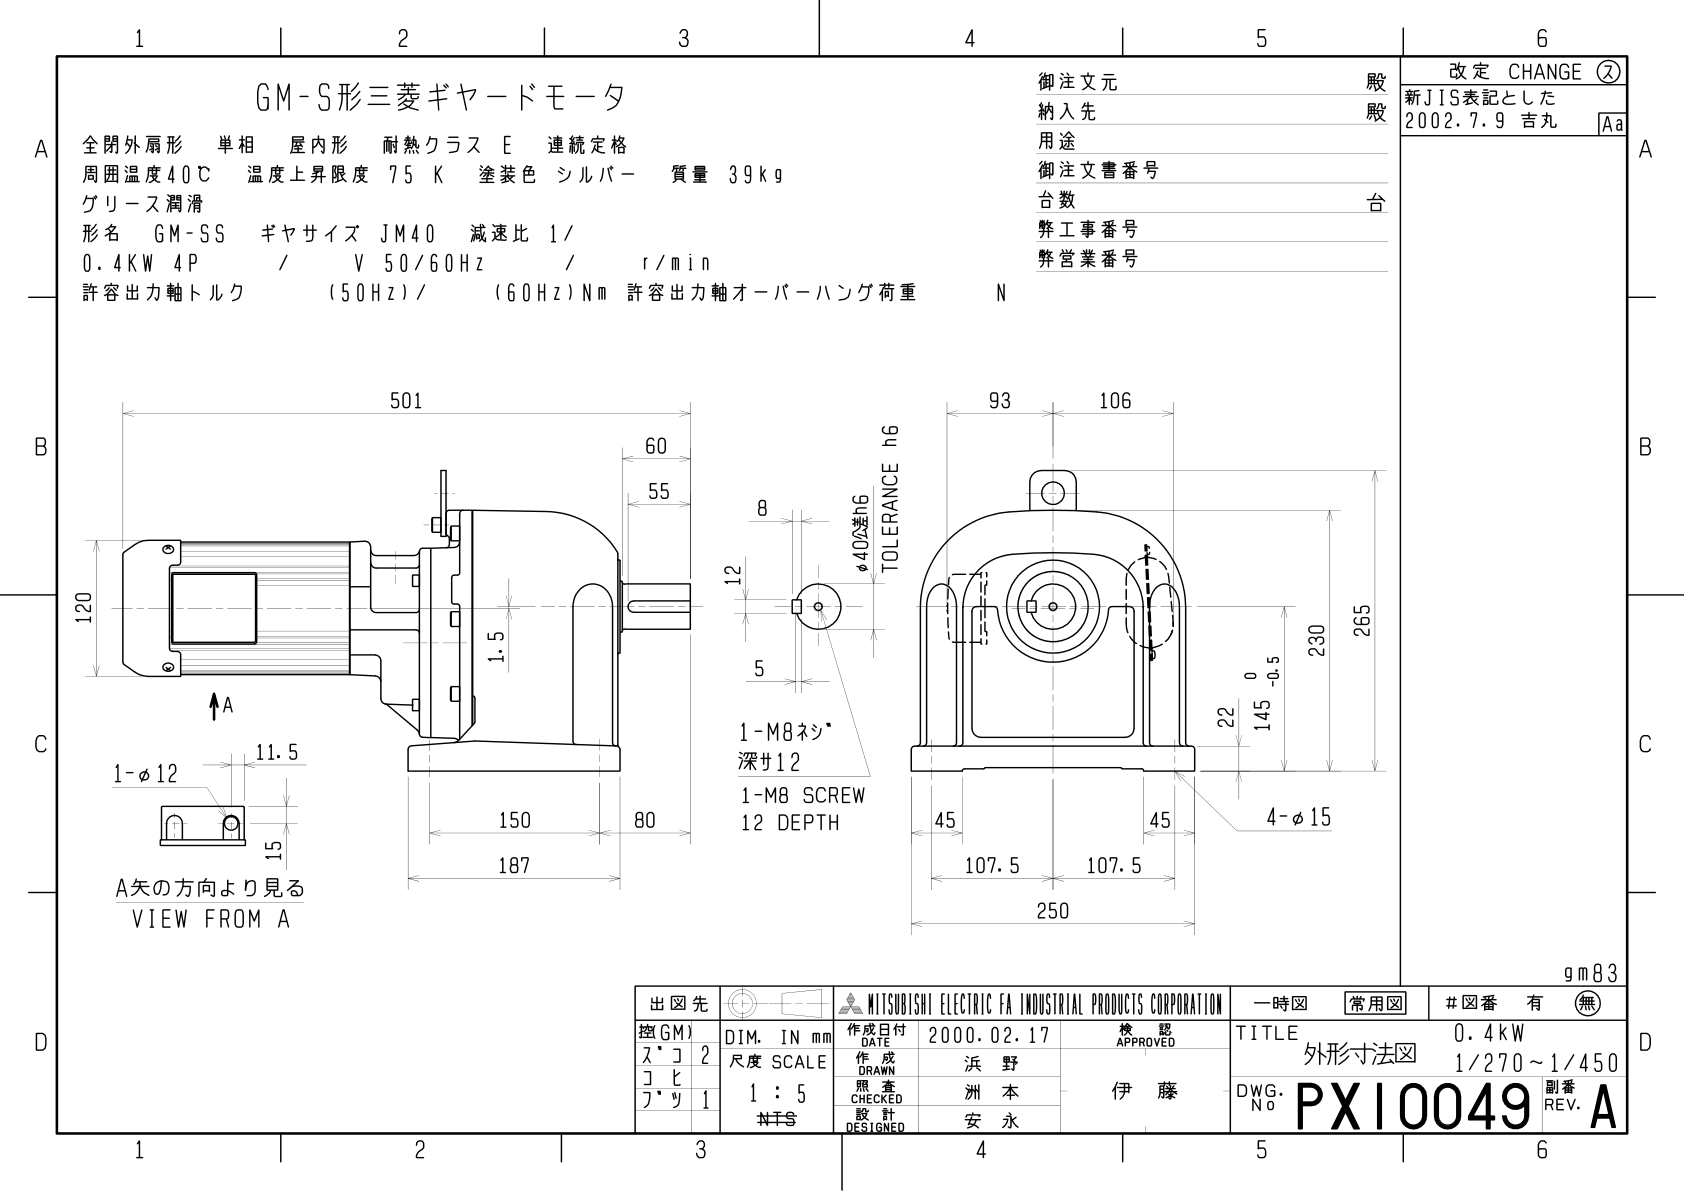 1 2 3 4 5 6
A A
B B
C C
D D
1 2 3 4 5 6
GM-S形三菱ギヤードモータ
全閉外扇形 単相 屋内形 耐熱クラス E 連続定格
周囲温度40℃ 温度上昇限度 75 K 塗装色 シルバー 質量 39kg
グリース潤滑
形名 GM-SS ギヤサイズ JM40 減速比 1/
0.4KW 4P / V 50/60Hz / r/min
許容出力軸トルク (50Hz)/ (60Hz)Nm 許容出力軸オーバーハング荷重 N
御注文元 殿
納入先 殿
用途
御注文書番号
台数 台
弊工事番号
弊営業番号
改定 CHANGE ス
新JIS表記とした
2002.7.9 吉丸 Aa
501
60
55
120
1.5
A
11.5
1-φ12
15
A矢の方向より見る
VIEW FROM A
150 80
187
8
12
5
φ40公差h6
TOLERANCE h6
1-M8ネジ
深サ12
1-M8 SCREW
12 DEPTH
93 106
265
230
145 0 -0.5
22
4-φ15
45 45
107.5 107.5
250
gm83
出図先
控(GM)
ズコ 2
コヒ
ブツ 1
DIM. IN mm
尺度 SCALE
1 : 5
NTS
MITSUBISHI ELECTRIC FA INDUSTRIAL PRODUCTS CORPORATION
作成日付 DATE 2000.02.17
作成 DRAWN 浜野
照査 CHECKED 洲本
設計 DESIGNED 安永
検認 APPROVED
伊藤
一時図 常用図 #図番 有 無
TITLE 外形寸法図
0.4kW
1/270~1/450
DWG. No PX10049
副番 REV. A